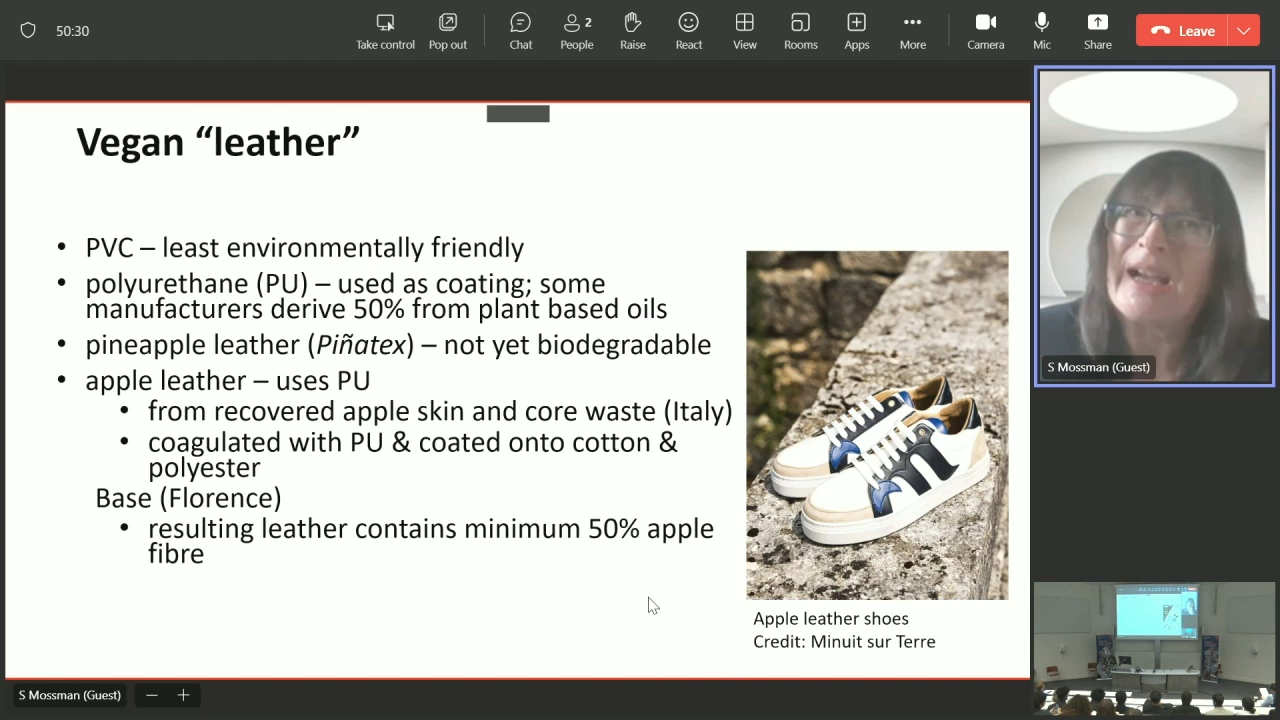 50:30
Take control
Pop out
Chat
2
People
Raise
React
View
Rooms
Apps
More
Camera
Mic
Share
Leave
Vegan “leather”
• PVC – least environmentally friendly
• polyurethane (PU) – used as coating; some
manufacturers derive 50% from plant based oils
• pineapple leather (Piñatex) – not yet biodegradable
• apple leather – uses PU
• from recovered apple skin and core waste (Italy)
• coagulated with PU & coated onto cotton &
polyester
Base (Florence)
• resulting leather contains minimum 50% apple
fibre
Apple leather shoes
Credit: Minuit sur Terre
S Mossman (Guest)
S Mossman (Guest)